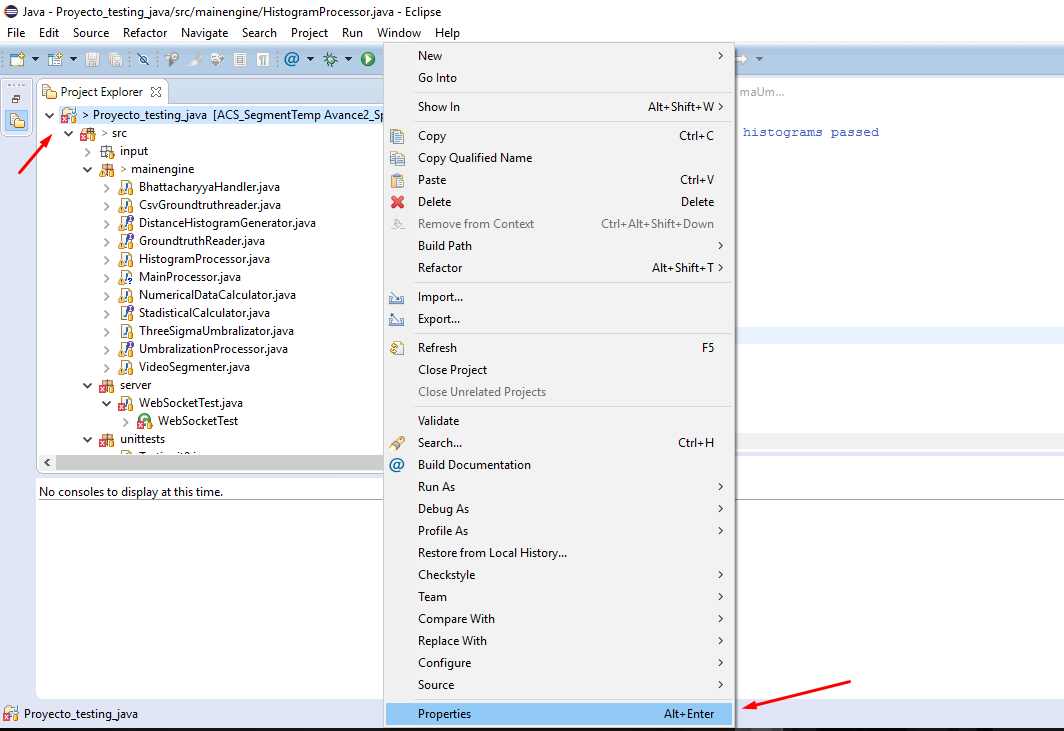 Java - Proyecto_testing_java/src/mainengine/HistogramProcessor.java - Eclipse
File Edit Source Refactor Navigate Search Project Run Window Help
Project Explorer
> Proyecto_testing_java [ACS_SegmentTemp Avance2_Sp
> src
input
> mainengine
BhattacharyyaHandler.java
CsvGroundtruthreader.java
DistanceHistogramGenerator.java
GroundtruthReader.java
HistogramProcessor.java
MainProcessor.java
NumericalDataCalculator.java
StadisticalCalculator.java
ThreeSigmaUmbralizator.java
UmbralizationProcessor.java
VideoSegmenter.java
server
WebSocketTest.java
WebSocketTest
unittests
No consoles to display at this time.
Proyecto_testing_java
New
Go Into
Show In Alt+Shift+W
Copy Ctrl+C
Copy Qualified Name
Paste Ctrl+V
Delete Delete
Remove from Context Ctrl+Alt+Shift+Down
Build Path
Refactor Alt+Shift+T
Import...
Export...
Refresh F5
Close Project
Close Unrelated Projects
Validate
Search... Ctrl+H
Build Documentation
Run As
Debug As
Profile As
Restore from Local History...
Checkstyle
Team
Compare With
Replace With
Configure
Source
Properties Alt+Enter
maUm...
histograms passed